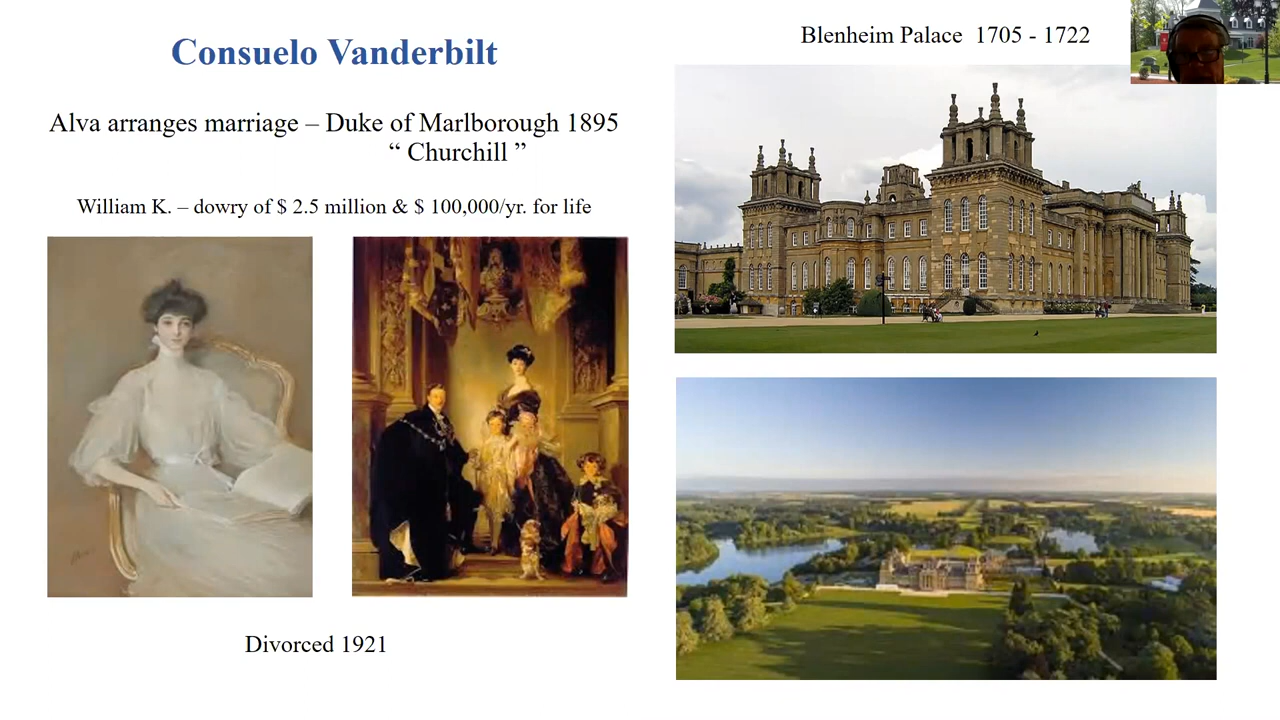 Consuelo Vanderbilt
Alva arranges marriage – Duke of Marlborough 1895
“ Churchill ”
William K. – dowry of $ 2.5 million & $ 100,000/yr. for life
Divorced 1921
Blenheim Palace 1705 - 1722